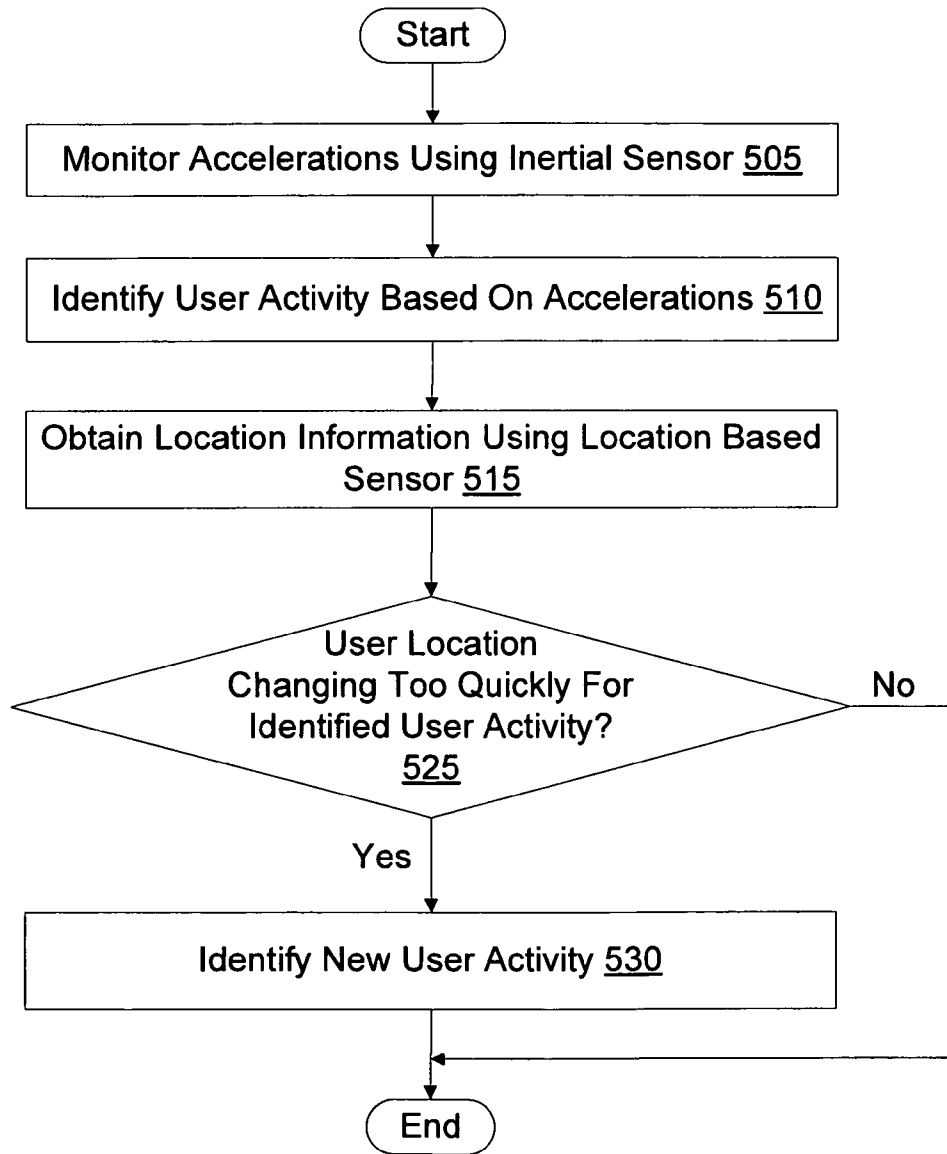 Start
Monitor Accelerations Using Inertial Sensor 505
Identify User Activity Based On Accelerations 510
Obtain Location Information Using Location Based
Sensor 515
User Location
Changing Too Quickly For
Identified User Activity?
525
No
Yes
Identify New User Activity 530
End